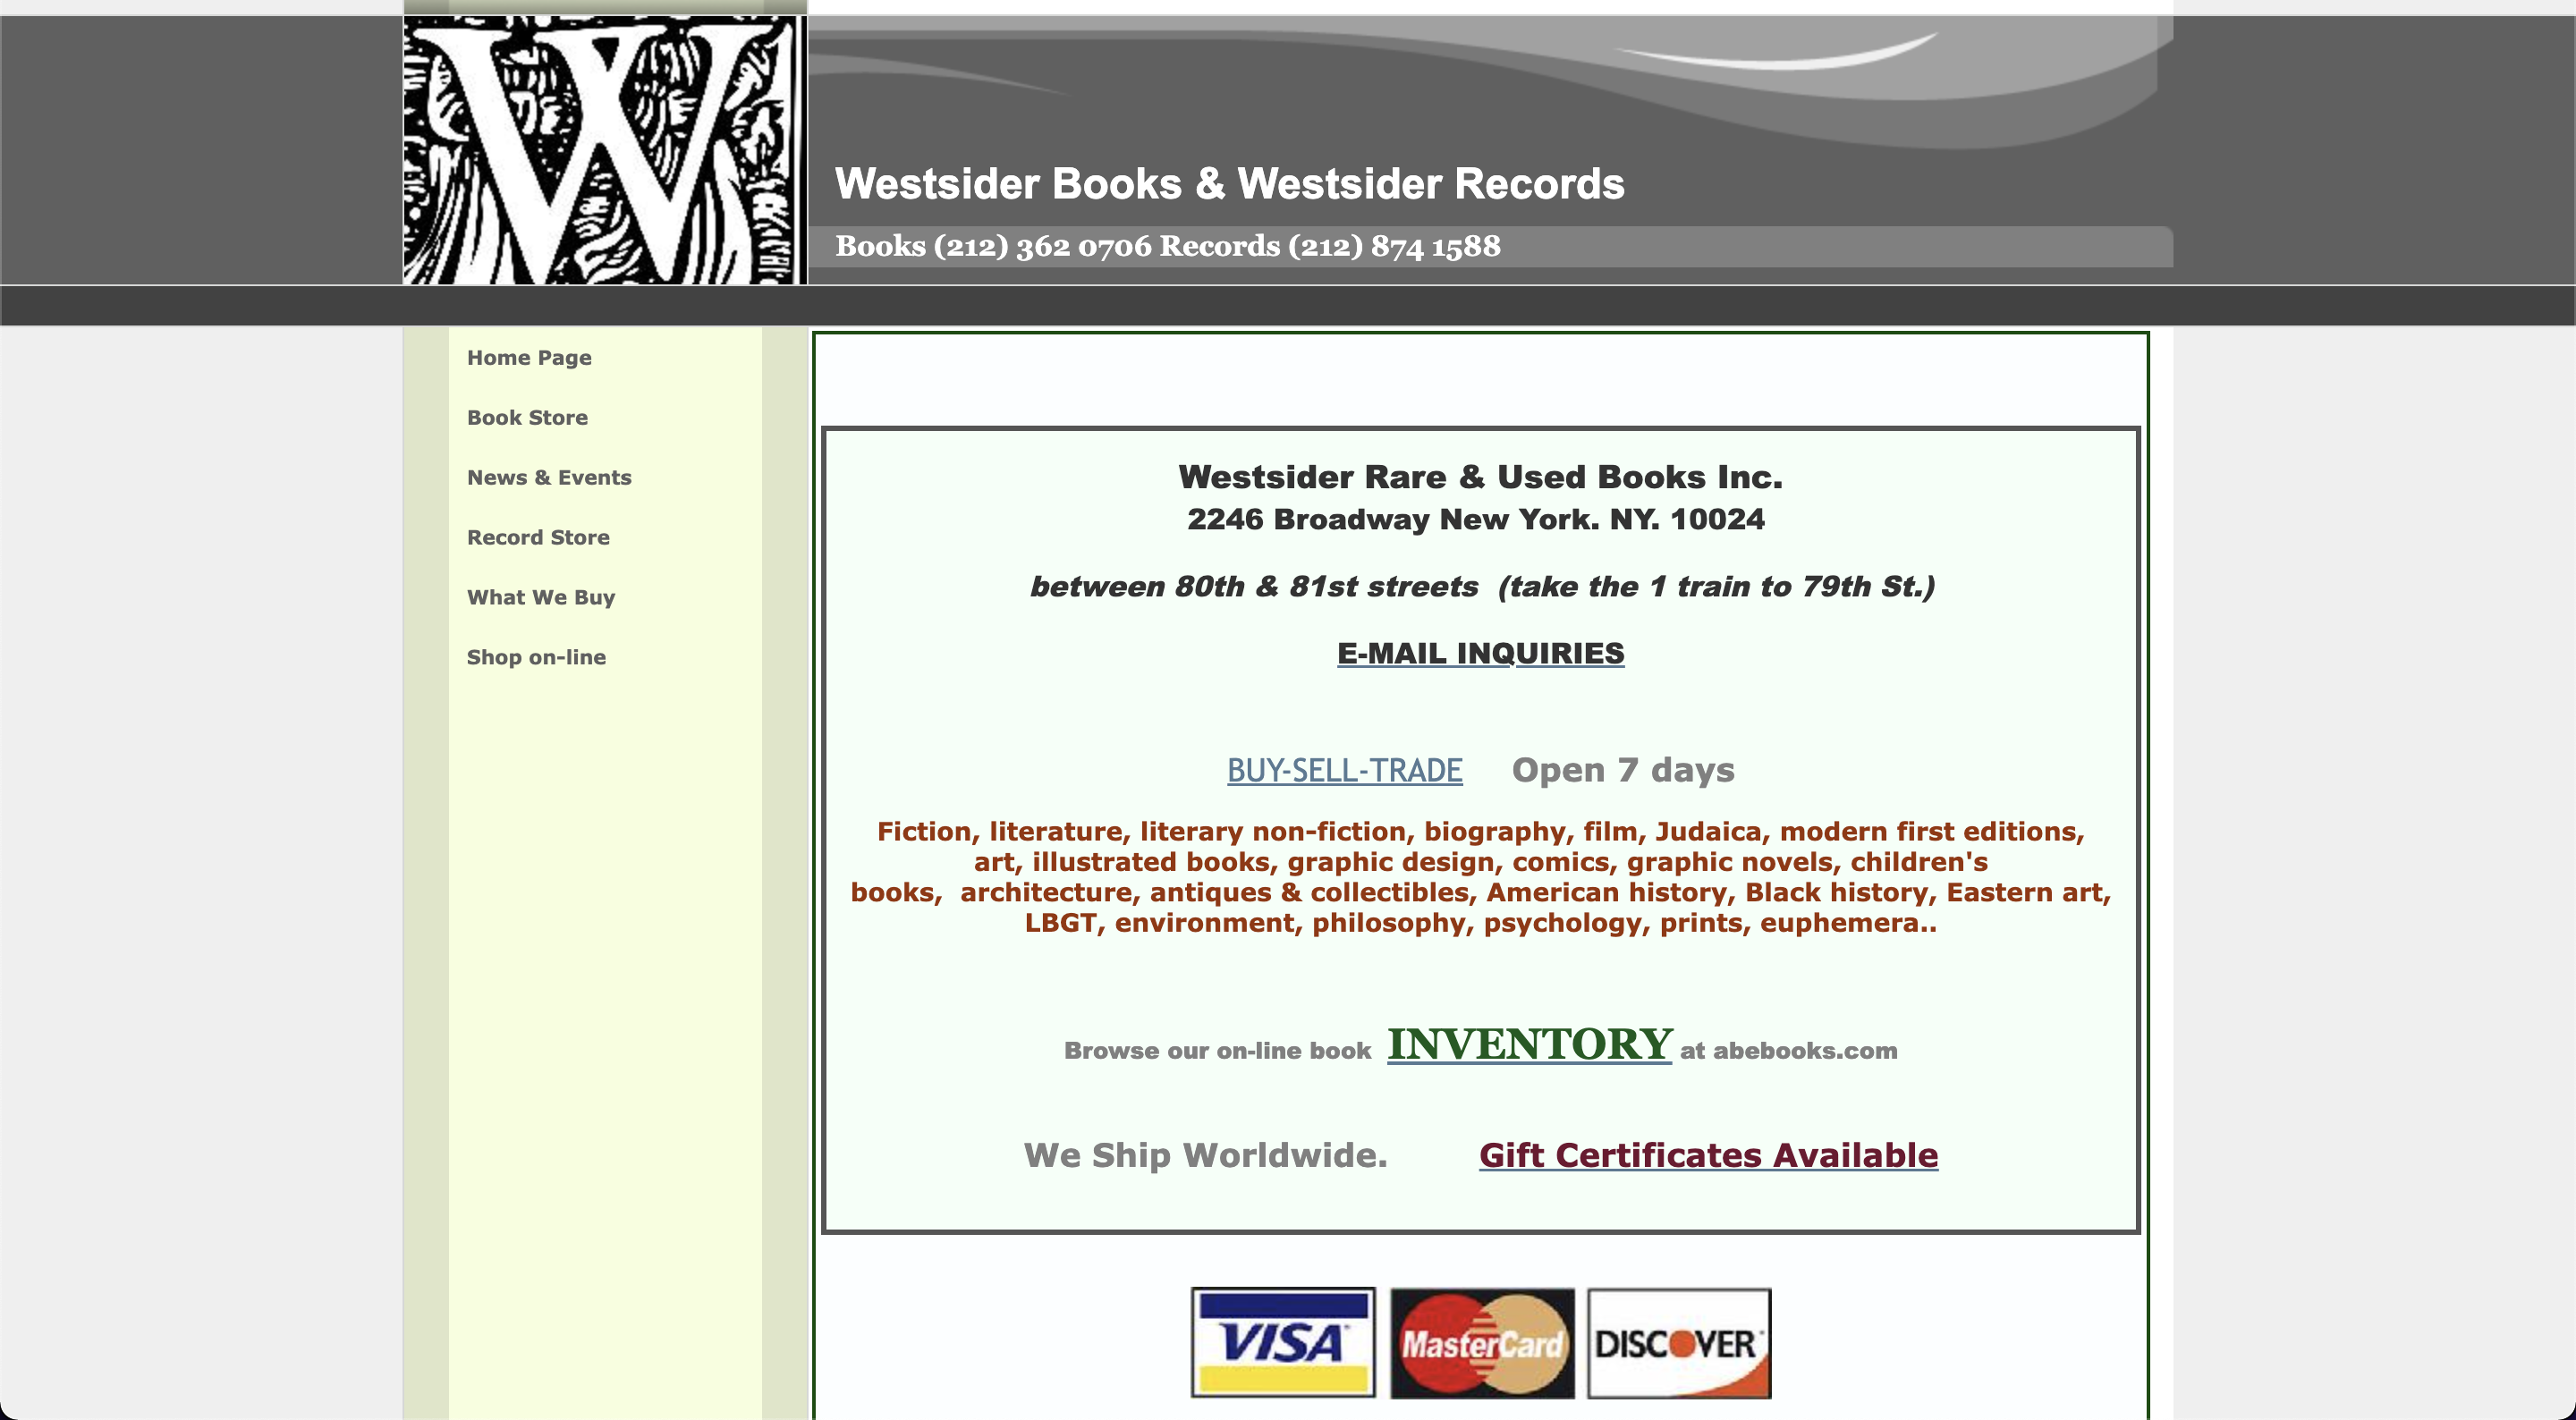 W
Westsider Books & Westsider Records
Books (212) 362 0706 Records (212) 874 1588
Home Page
Book Store
News & Events
Record Store
What We Buy
Shop on-line
Westsider Rare & Used Books Inc.
2246 Broadway New York. NY. 10024
between 80th & 81st streets  (take the 1 train to 79th St.)
E-MAIL INQUIRIES
BUY-SELL-TRADE     Open 7 days
Fiction, literature, literary non-fiction, biography, film, Judaica, modern first editions,
art, illustrated books, graphic design, comics, graphic novels, children's
books,  architecture, antiques & collectibles, American history, Black history, Eastern art,
LBGT, environment, philosophy, psychology, prints, euphemera..
Browse our on-line book  INVENTORY at abebooks.com
We Ship Worldwide.         Gift Certificates Available
VISA MasterCard DISCOVER